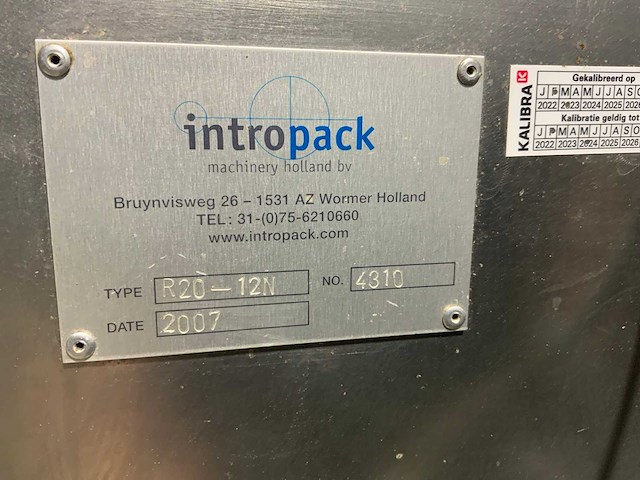 intropack
machinery holland bv
Bruynvisweg 26 - 1531 AZ Wormer Holland
TEL: 31-(0)75-6210660
www.intropack.com
TYPE R20-12N NO. 4310
DATE 2007
KALIBRA
Gekalibreerd op
J F M A M J J A S O
2022 2023 2024 2025 2026
Kalibratie geldig tot
J F M A M J J A S O
2022 2023 2024 2025 2026